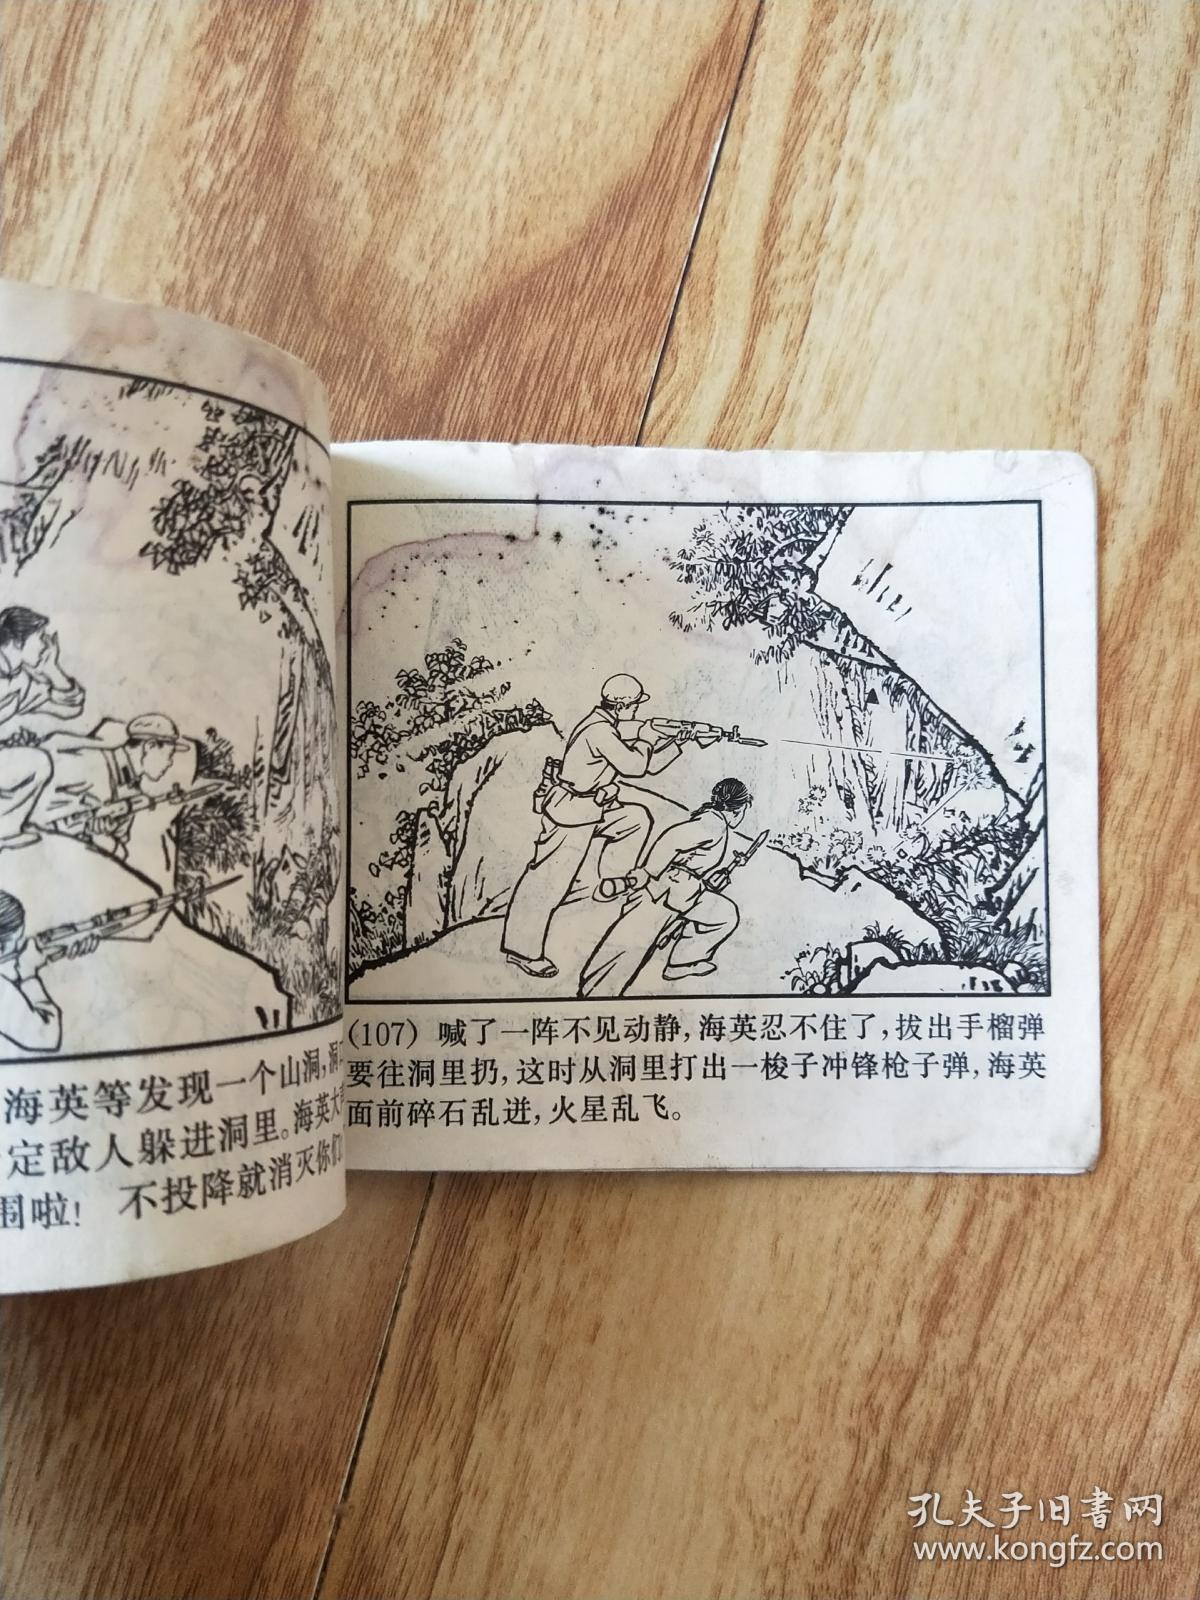 海英等发现一个山洞,洞
定敌人躲进洞里。海英大
围啦! 不投降就消灭你们
(107) 喊了一阵不见动静,海英忍不住了,拔出手榴弹
要往洞里扔,这时从洞里打出一梭子冲锋枪子弹,海英
面前碎石乱迸,火星乱飞。
孔夫子旧书网
www.kongfz.com